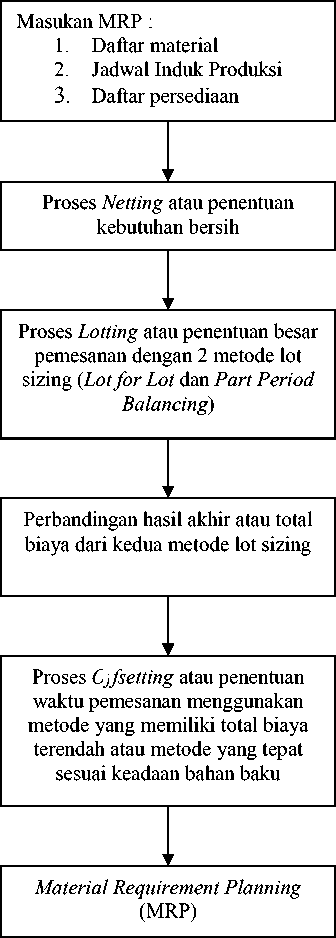 Masukan MRP :
1. Daftar material
2. Jadwal Induk Produksi
3. Daftar persediaan
Proses Netting atau penentuan
kebutuhan bersih
Proses Lotting atau penentuan besar
pemesanan dengan 2 metode lot
sizing (Lot for Lot dan Part Period
Balancing)
Perbandingan hasil akhir atau total
biaya dari kedua metode lot sizing
Proses Cjfsetting atau penentuan
waktu pemesanan menggunakan
metode yang memiliki total biaya
terendah atau metode yang tepat
sesuai keadaan bahan baku
Material Requirement Planning
(MRP)